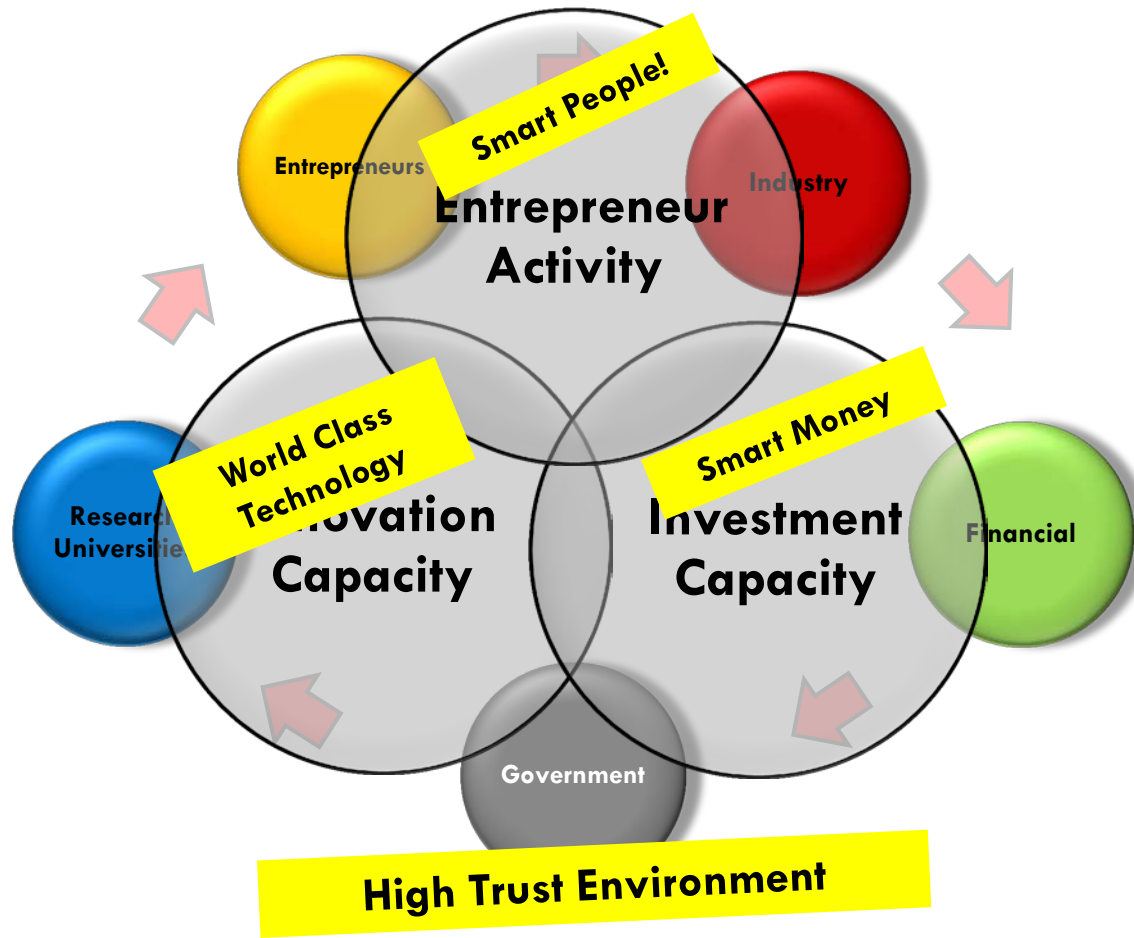 Smart People!
Entrepreneurs
Industry
Entrepreneur
Activity
World Class
Technology
Smart Money
Research
Universities
Innovation
Capacity
Investment
Capacity
Financial
Government
High Trust Environment